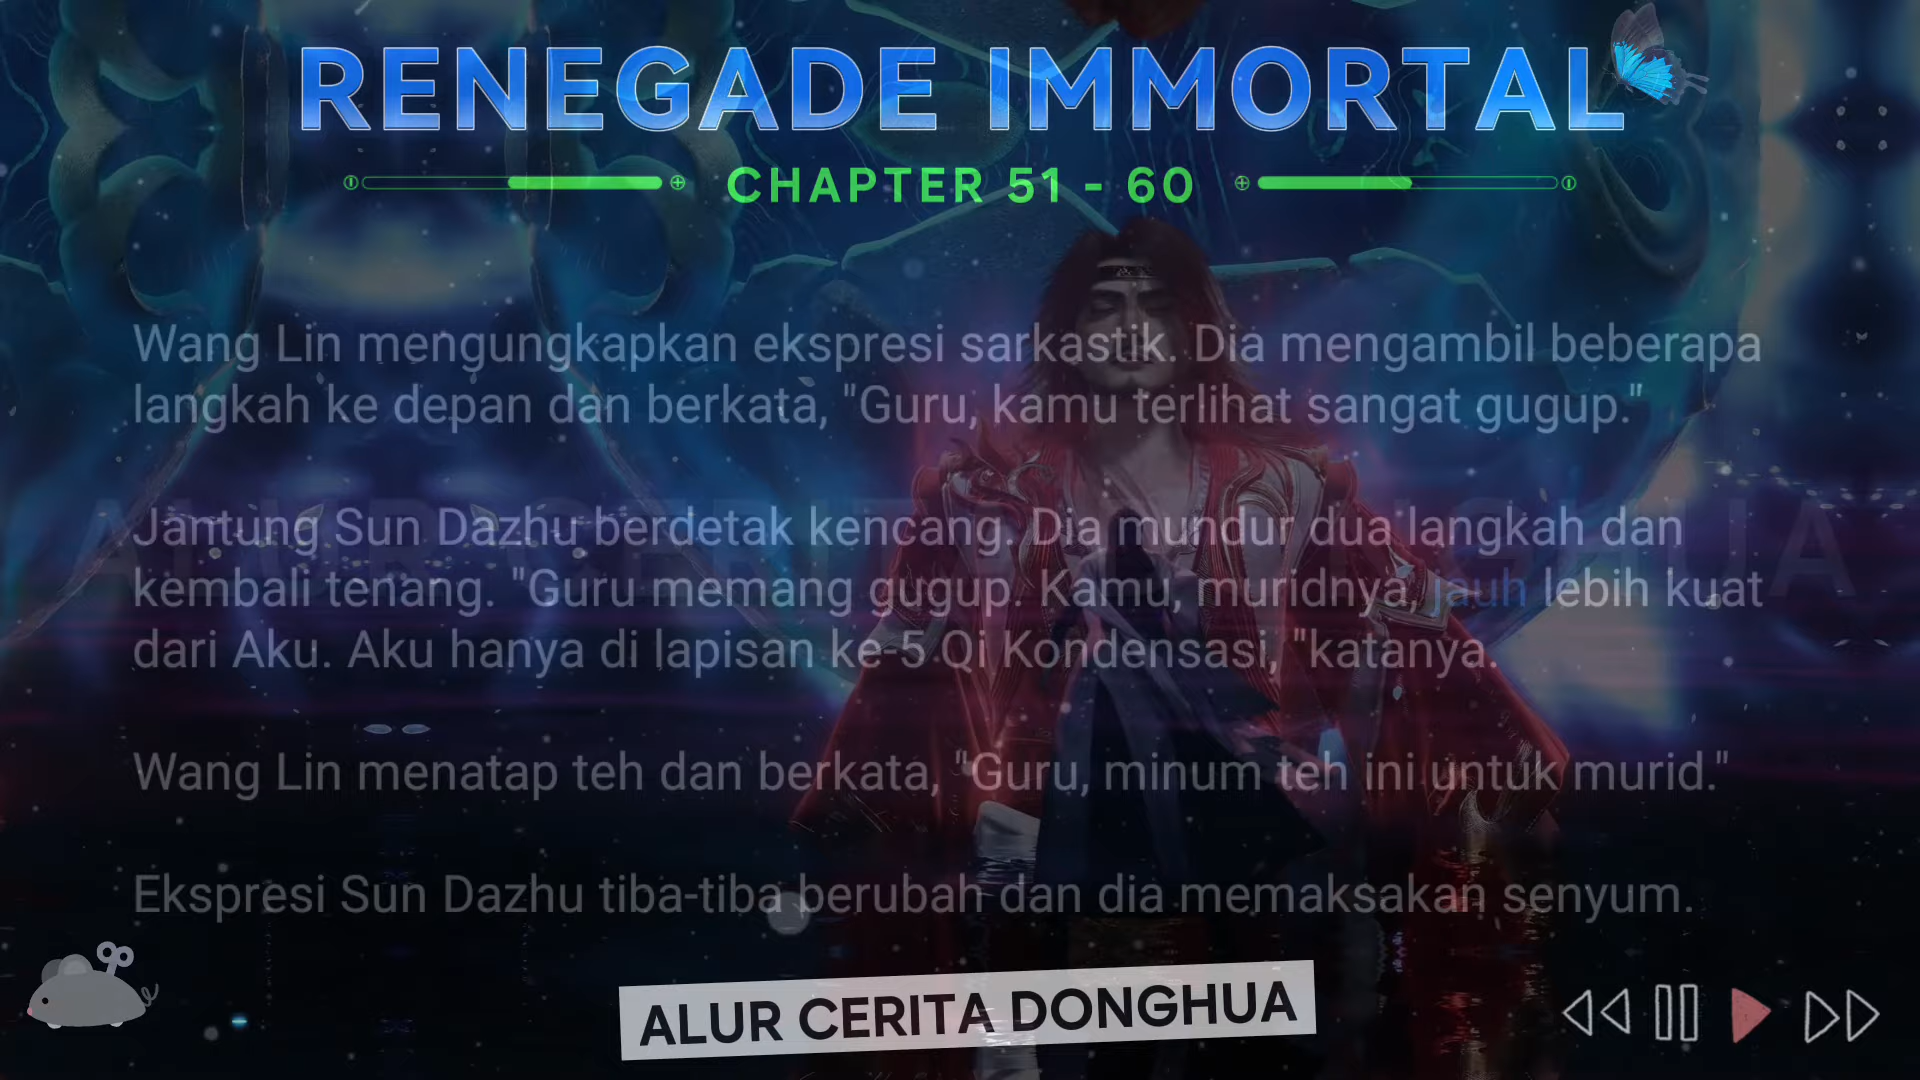 RENEGADE IMMORTAL
CHAPTER 51 - 60
Wang Lin mengungkapkan ekspresi sarkastik. Dia mengambil beberapa
langkah ke depan dan berkata, "Guru, kamu terlihat sangat gugup."
Jantung Sun Dazhu berdetak kencang. Dia mundur dua langkah dan
kembali tenang. "Guru memang gugup. Kamu, muridnya, jauh lebih kuat
dari Aku. Aku hanya di lapisan ke-5 Qi Kondensasi, "katanya.
Wang Lin menatap teh dan berkata, "Guru, minum teh ini untuk murid."
Ekspresi Sun Dazhu tiba-tiba berubah dan dia memaksakan senyum.
ALUR CERITA DONGHUA
ALUR CERITA DONGHUA